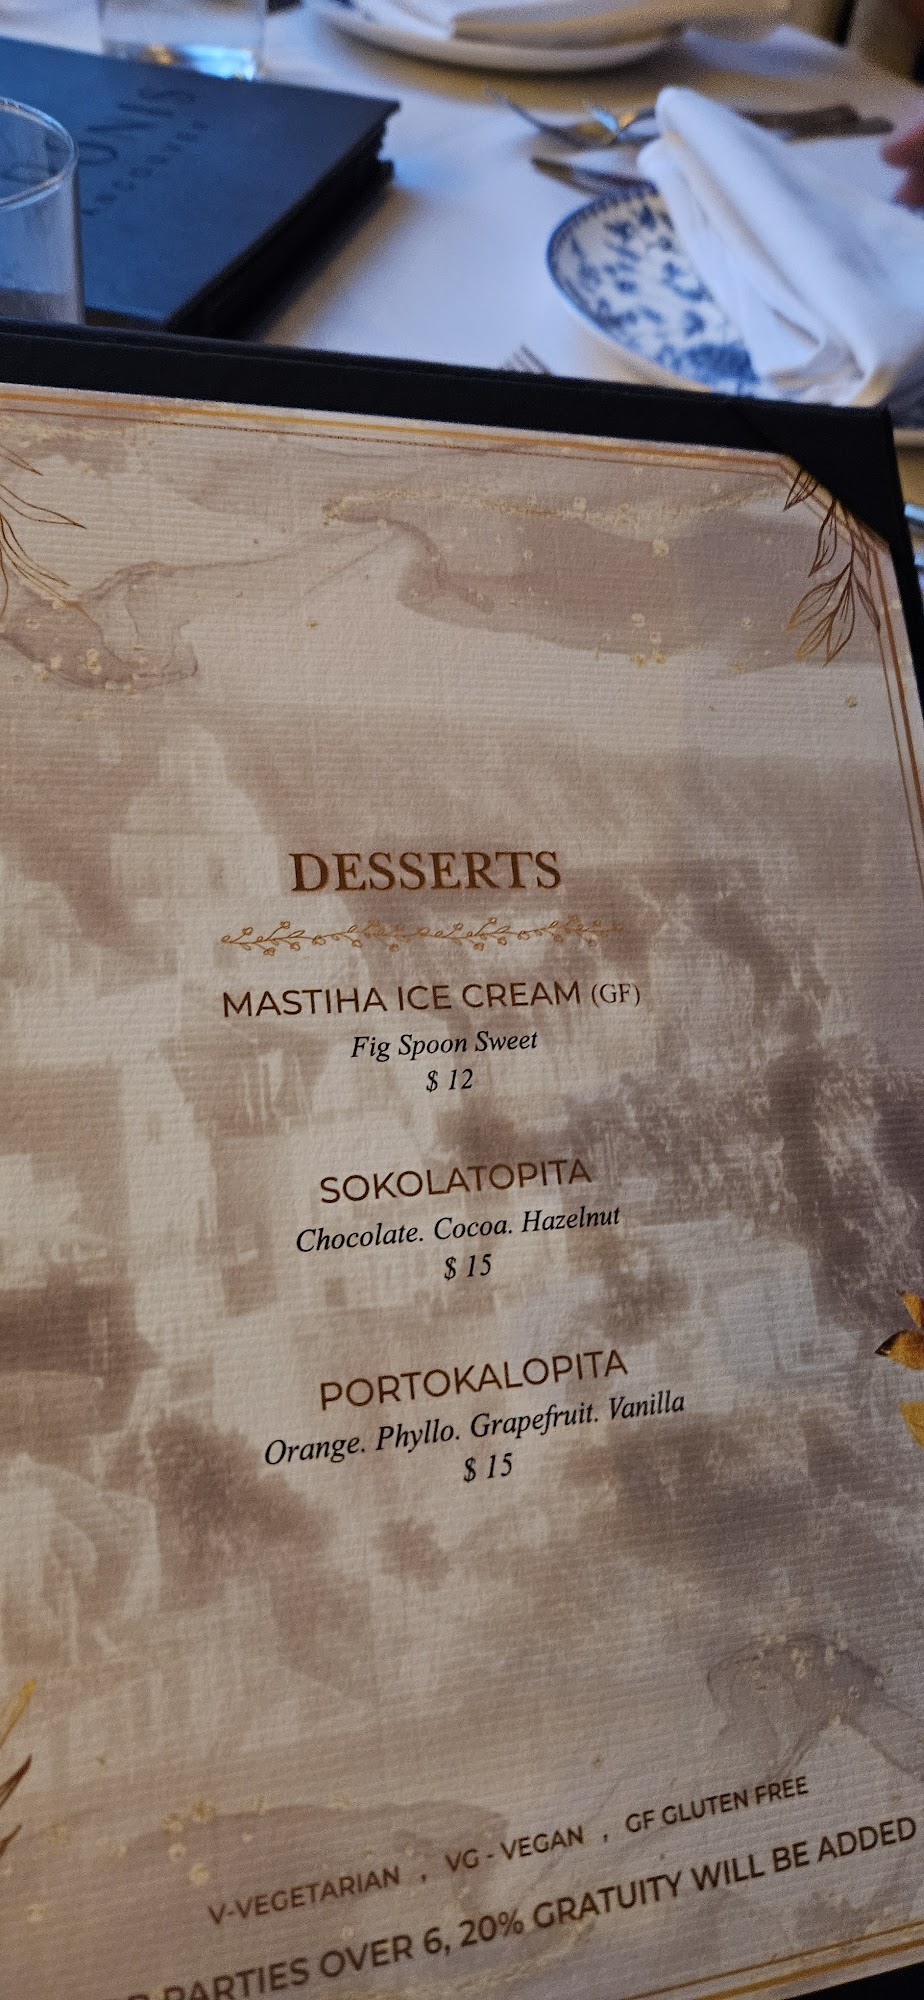 DESSERTS
MASTIHA ICE CREAM (GF)
Fig Spoon Sweet
$ 12
SOKOLATOPITA
Chocolate. Cocoa. Hazelnut
$ 15
PORTOKALOPITA
Orange. Phyllo. Grapefruit. Vanilla
$ 15
V-VEGETARIAN , VG - VEGAN , GF GLUTEN FREE
PARTIES OVER 6, 20% GRATUITY WILL BE ADDED